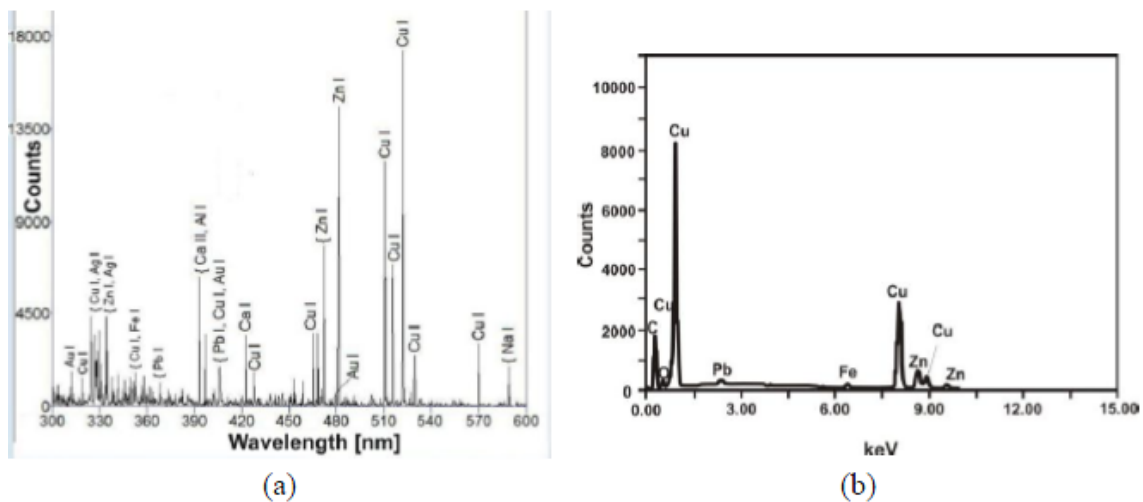 18000
13500
9000
4500
0
Counts
Au I
Cu I
{ Cu I, Ag I
{ Zn I, Ag I
{ Cu I, Fe I
{ Pb I
{ Ca II, Al I
{ Pb I, Cu I, Au I
Ca I
Cu II
Cu I
{ Zn I
Zn I
Au I
Cu I
Cu I
Cu I
Cu II
Cu I
{ Na I
300 330 360 390 420 450 480 510 540 570 600
Wavelength [nm]
(a)
10000
8000
6000
4000
2000
0
Counts
Cu
Cu
C
O
Pb
Fe
Cu
Cu
Zn
Zn
0.00 3.00 6.00 9.00 12.00 15.00
keV
(b)